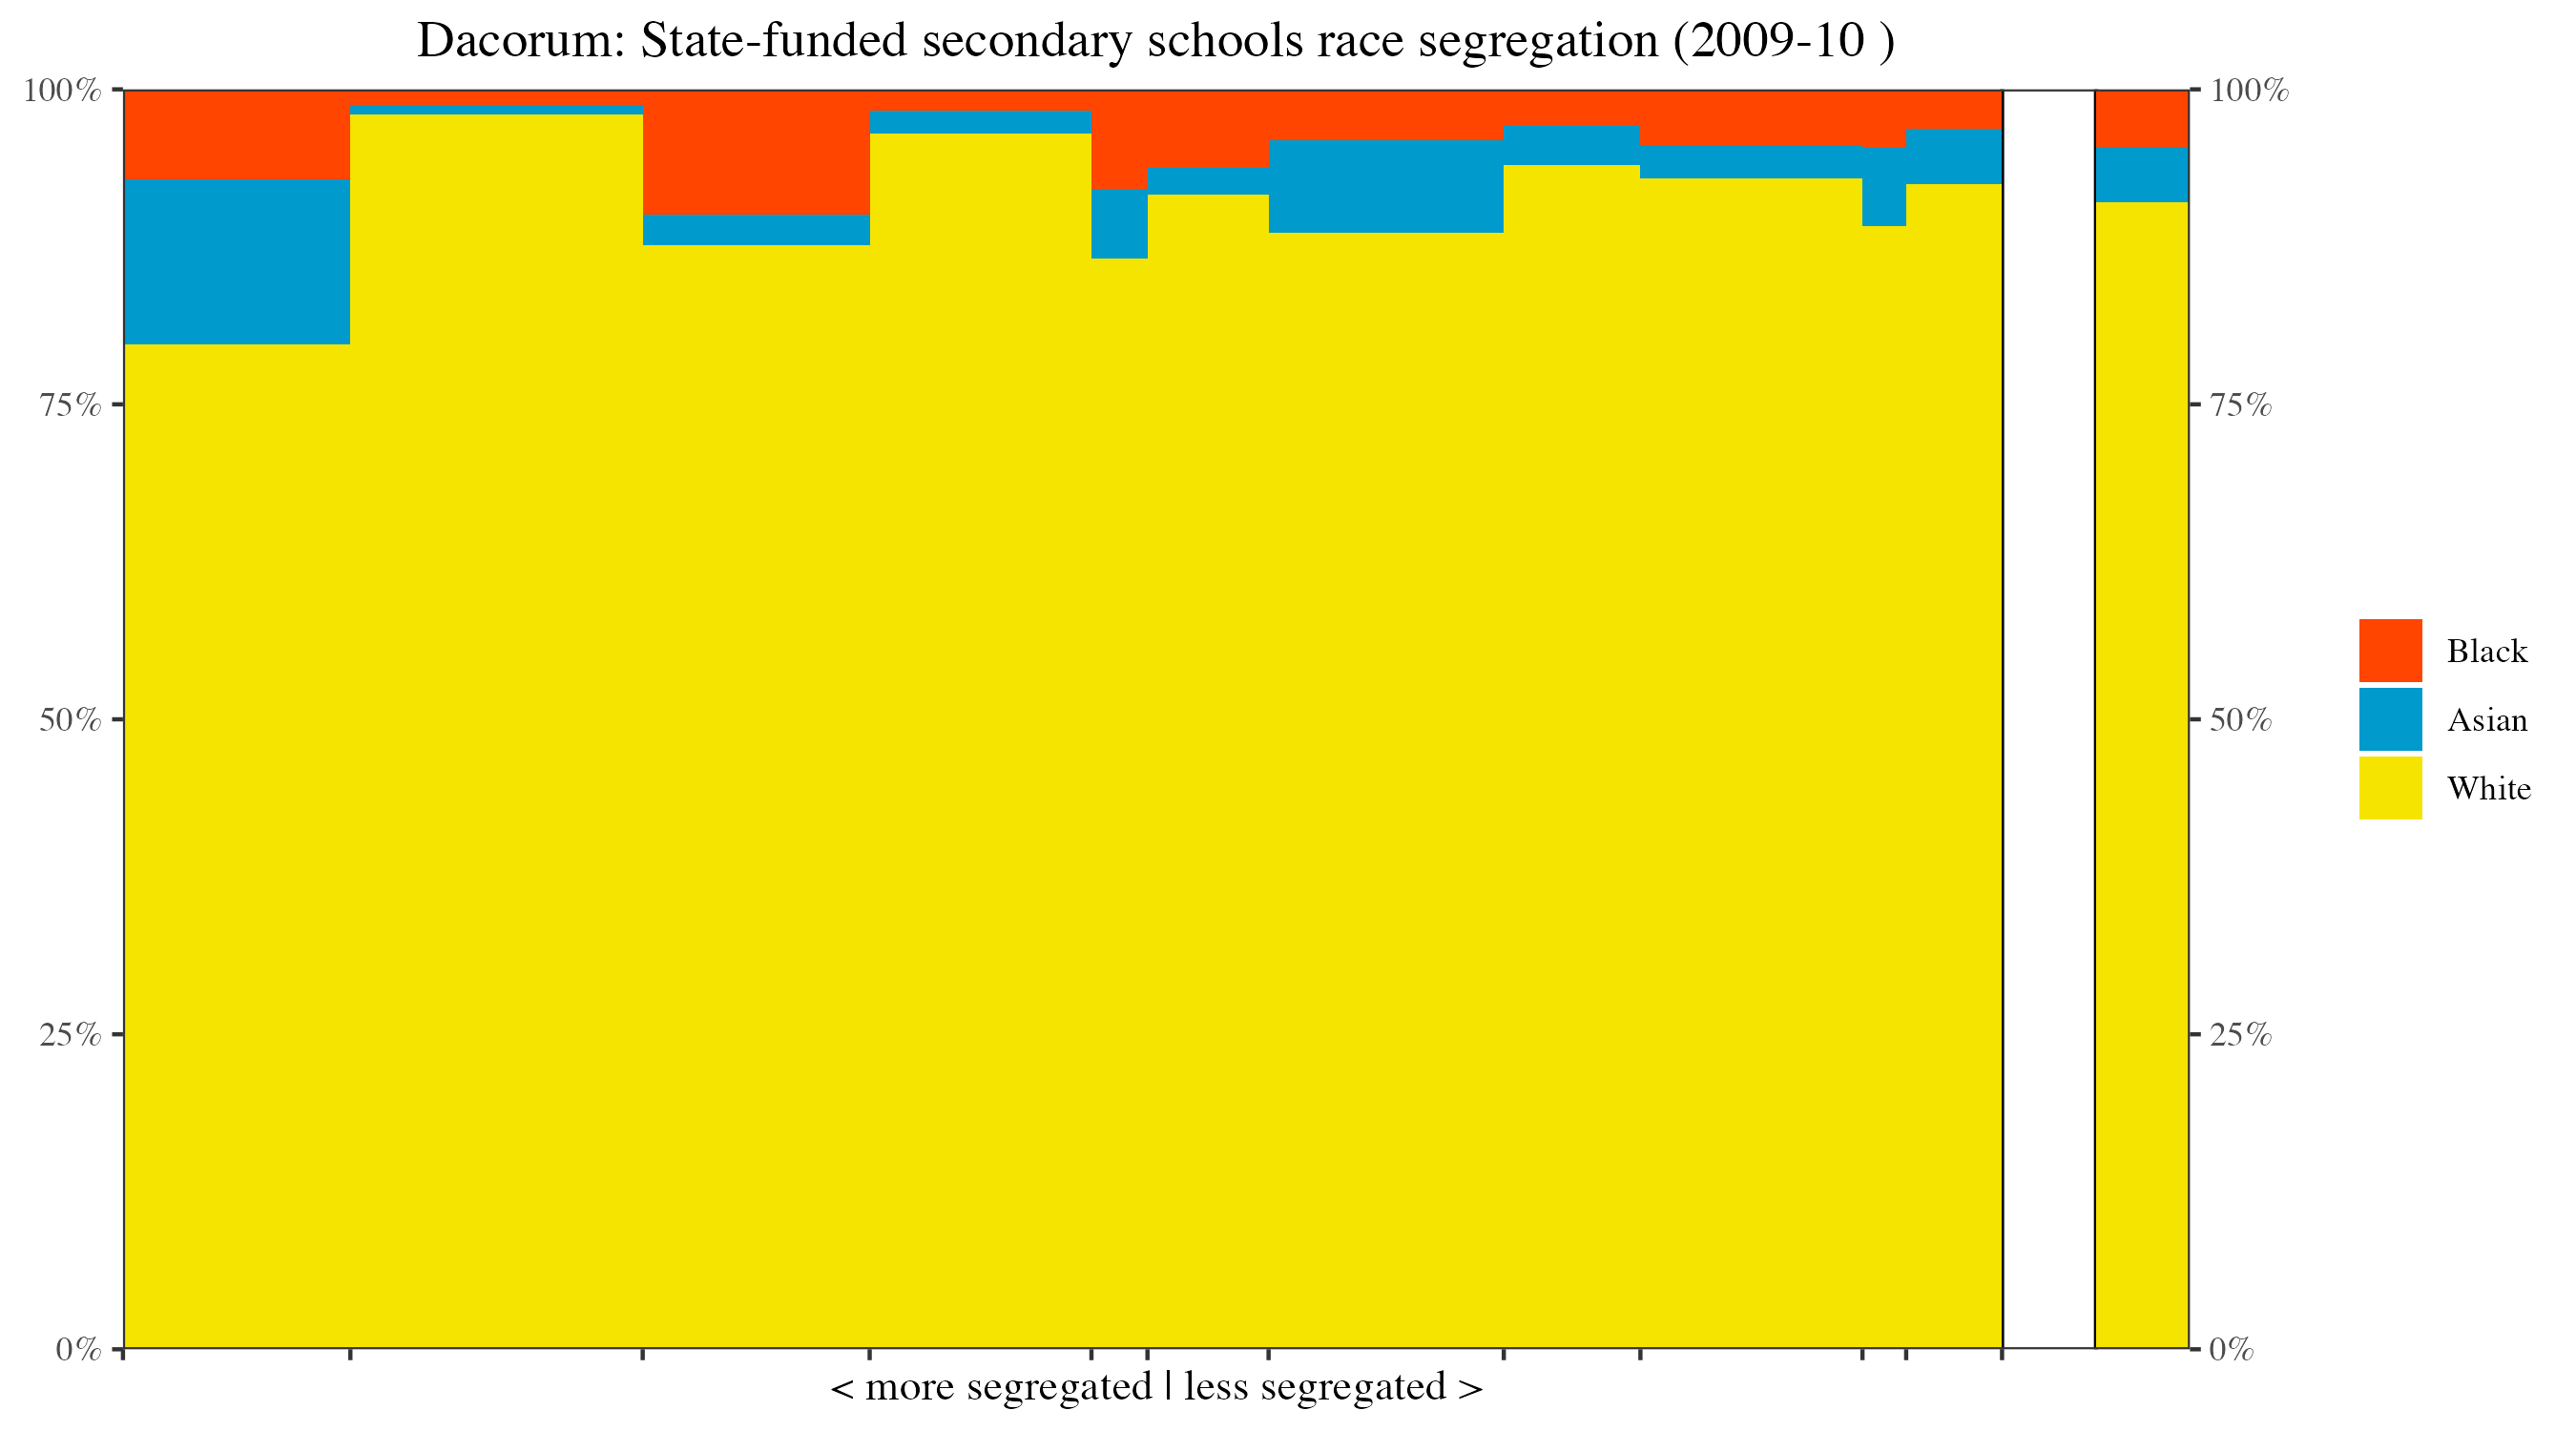 Dacorum: State-funded secondary schools race segregation (2009-10 )
100%
75%
50%
25%
0%
100%
75%
50%
25%
0%
Black
Asian
White
< more segregated | less segregated >